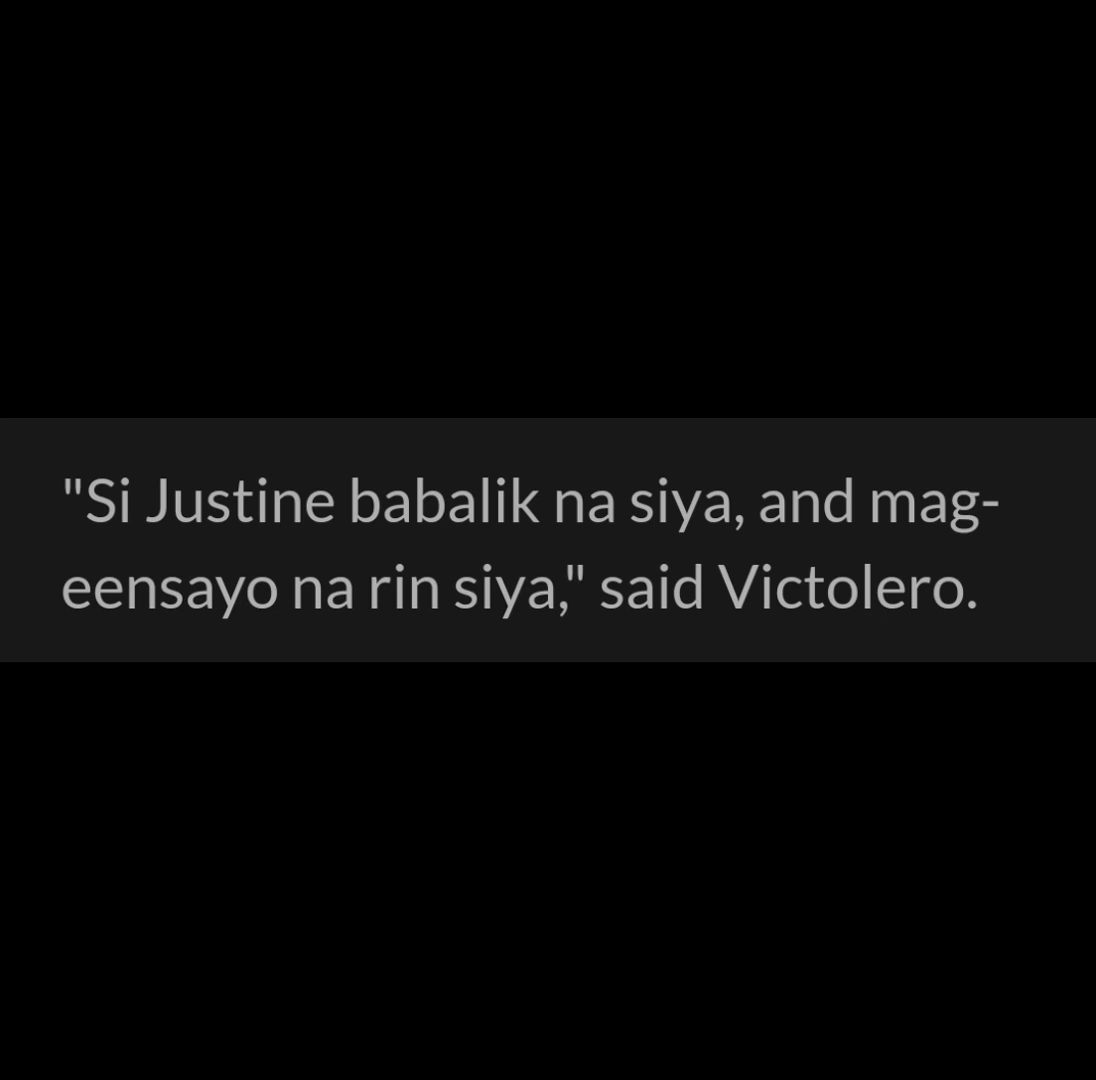 "Si Justine babalik na siya, and mag-
eensayo na rin siya," said Victolero.